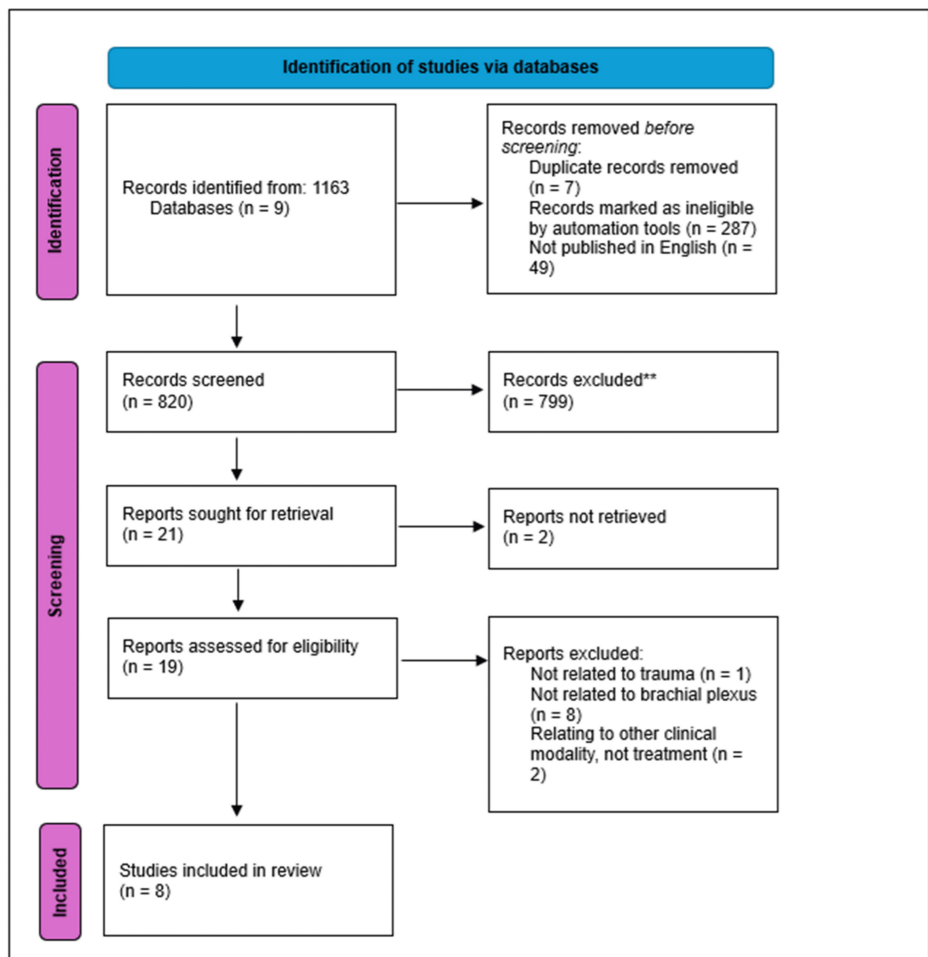 Identification of studies via databases
Identification
Records identified from: 1163
Databases (n = 9)
Records removed before
screening:
Duplicate records removed
(n = 7)
Records marked as ineligible
by automation tools (n = 287)
Not published in English (n =
49)
Screening
Records screened
(n = 820)
Records excluded**
(n = 799)
Reports sought for retrieval
(n = 21)
Reports not retrieved
(n = 2)
Reports assessed for eligibility
(n = 19)
Reports excluded:
Not related to trauma (n = 1)
Not related to brachial plexus
(n = 8)
Relating to other clinical
modality, not treatment (n =
2)
Included
Studies included in review
(n = 8)